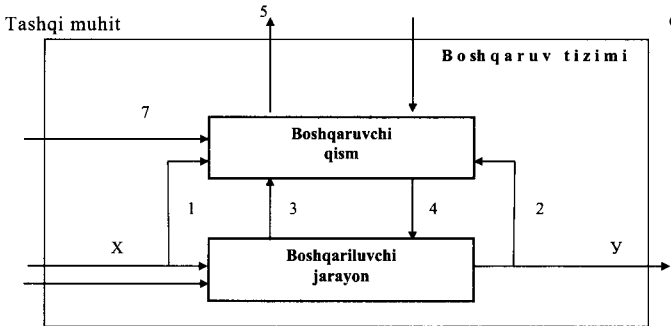 Tashqi muhit
5
Boshqaruv tizimi
7
Boshqaruvchi
qism
1
3
4
2
X
Boshqariluvchi
jarayon
У